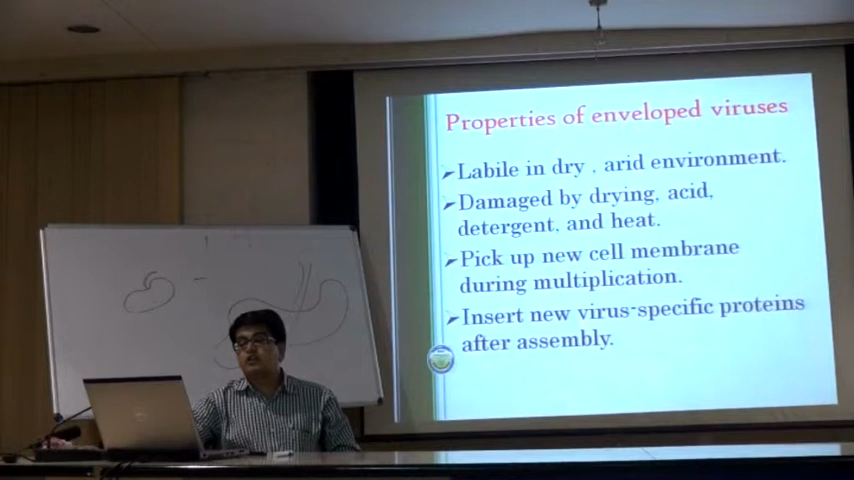 Properties of enveloped viruses
Labile in dry , arid environment.
Damaged by drying, acid,
detergent, and heat.
Pick up new cell membrane
during multiplication.
Insert new virus-specific proteins
after assembly.